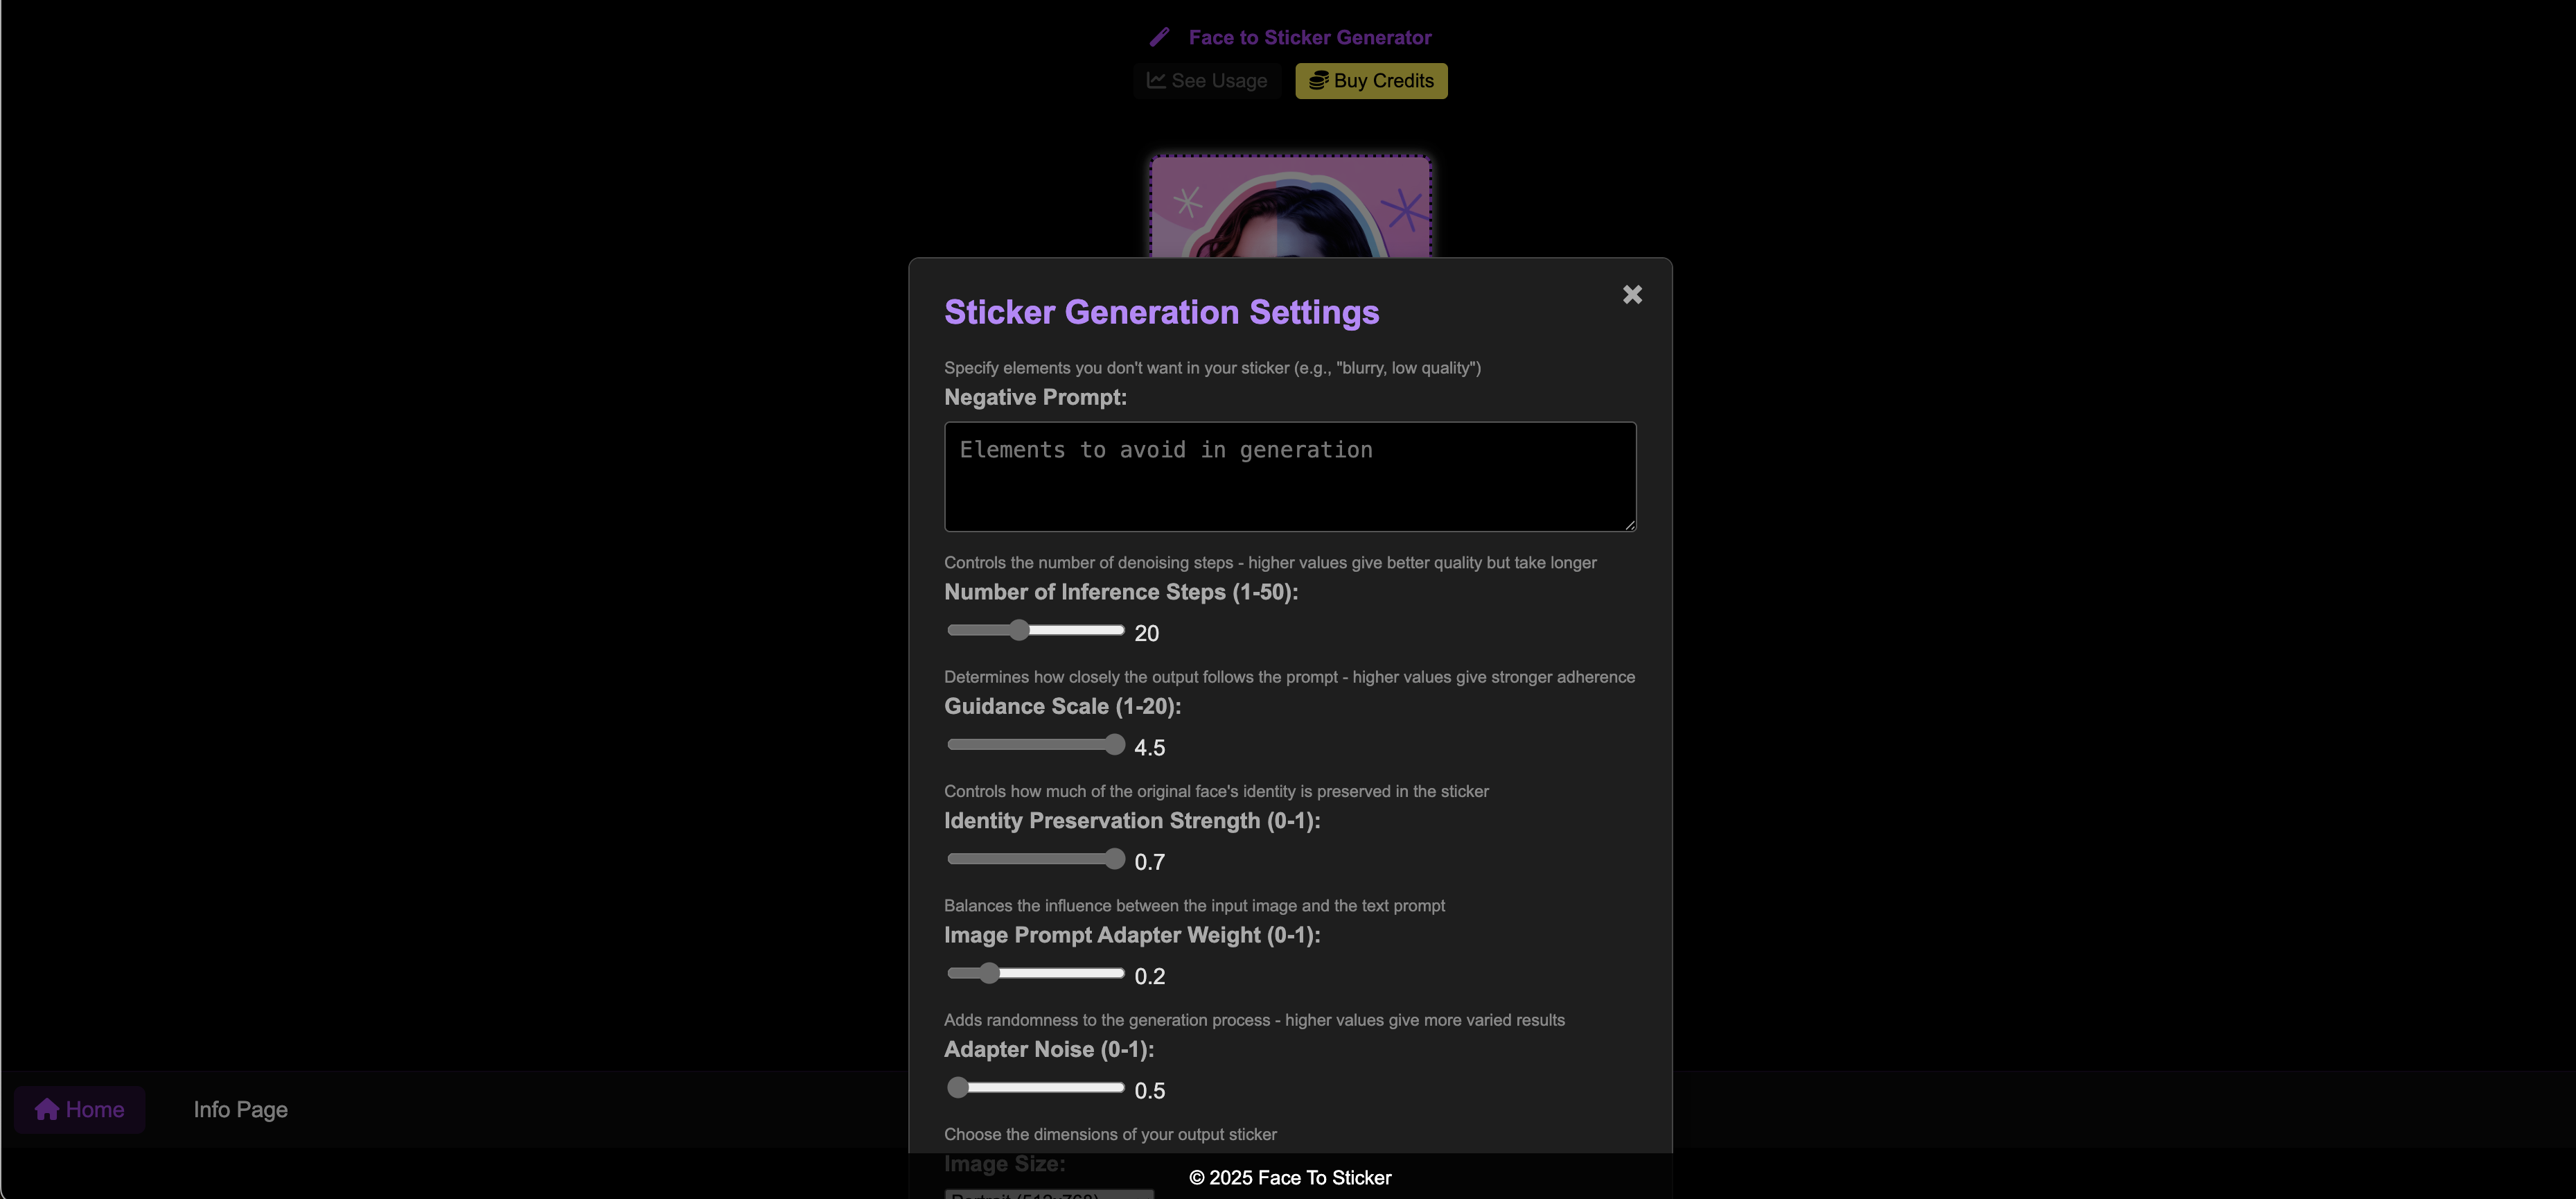 Face to Sticker Generator
See Usage
Buy Credits
Sticker Generation Settings
Specify elements you don't want in your sticker (e.g., "blurry, low quality")
Negative Prompt:
Elements to avoid in generation
Controls the number of denoising steps - higher values give better quality but take longer
Number of Inference Steps (1-50):
20
Determines how closely the output follows the prompt - higher values give stronger adherence
Guidance Scale (1-20):
4.5
Controls how much of the original face's identity is preserved in the sticker
Identity Preservation Strength (0-1):
0.7
Balances the influence between the input image and the text prompt
Image Prompt Adapter Weight (0-1):
0.2
Adds randomness to the generation process - higher values give more varied results
Adapter Noise (0-1):
0.5
Choose the dimensions of your output sticker
Image Size:
Home
Info Page
© 2025 Face To Sticker